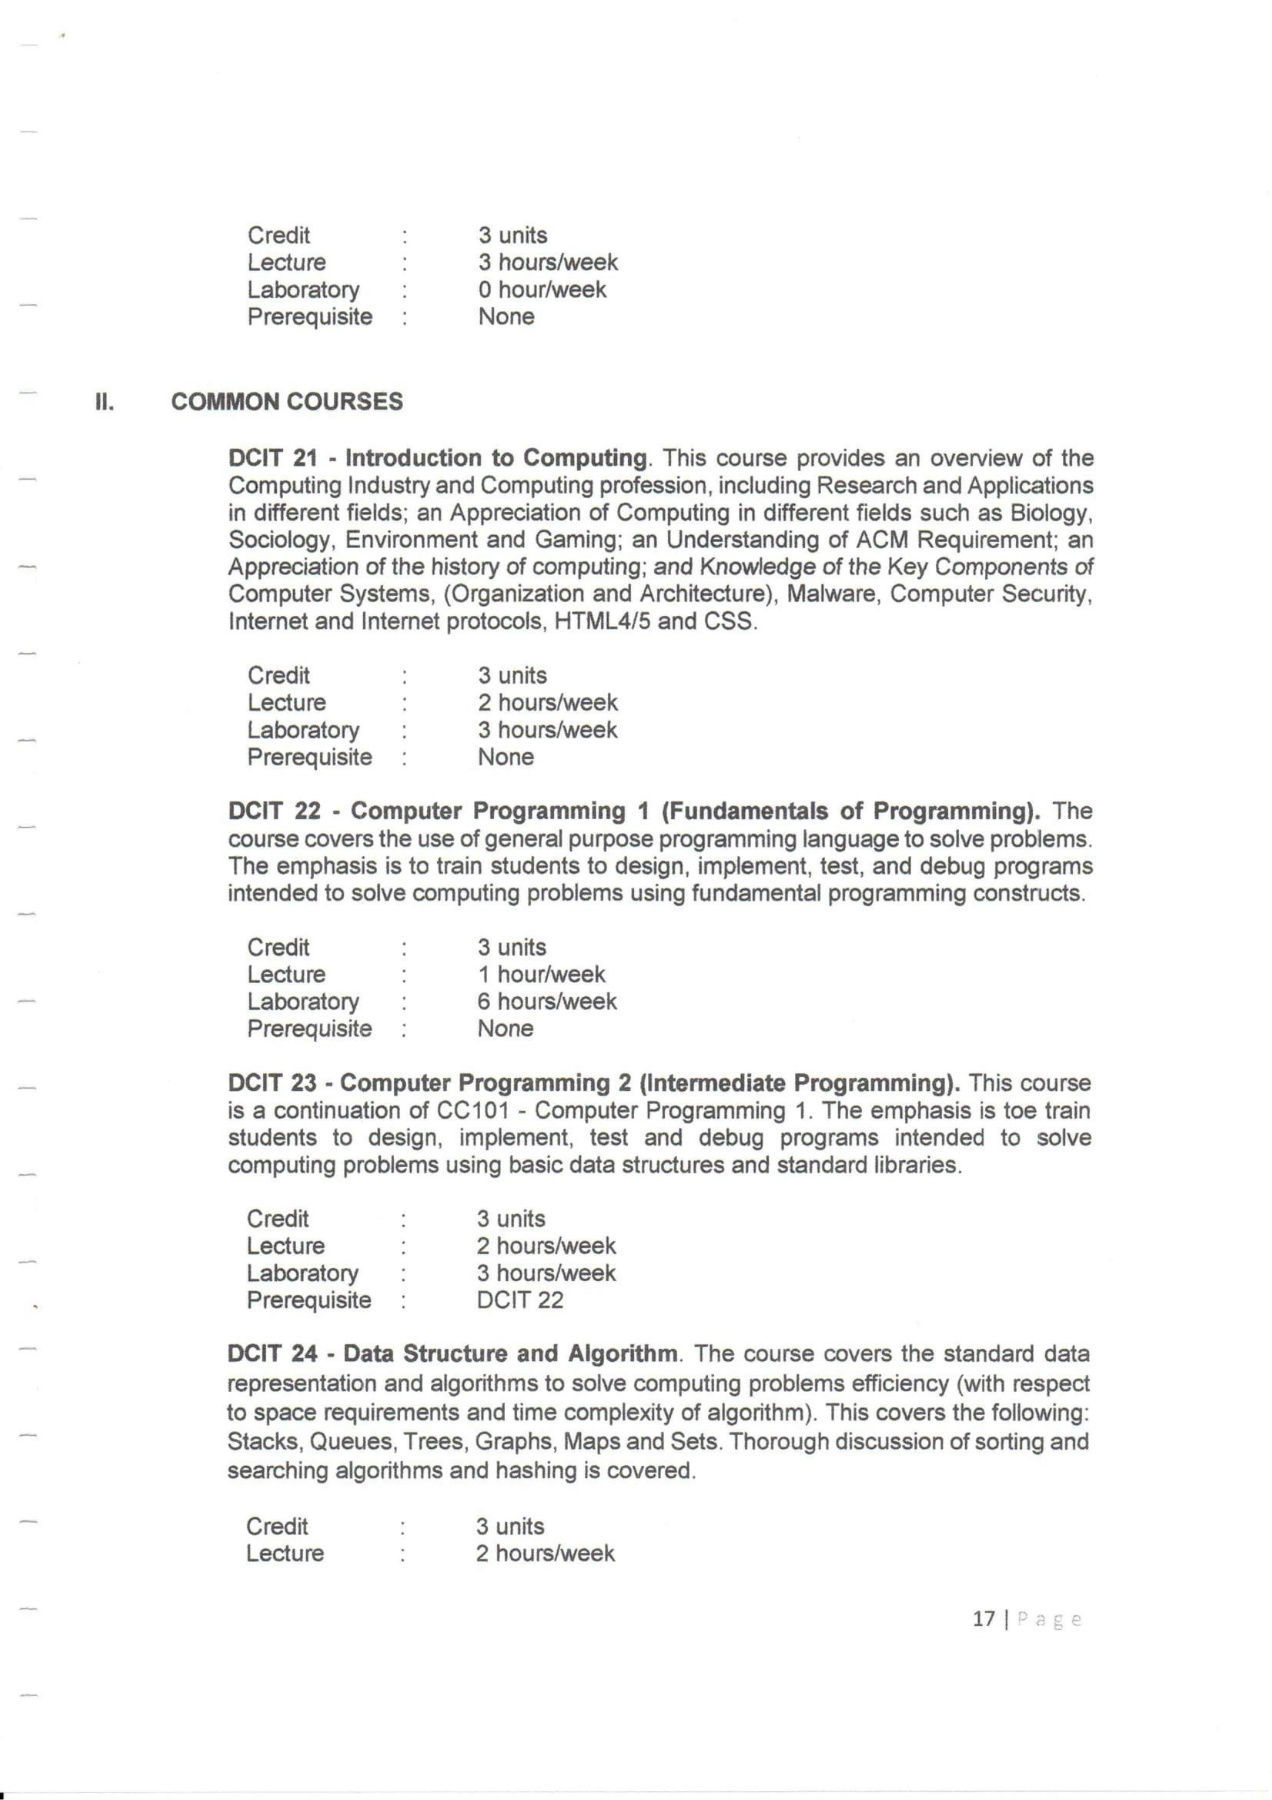 Credit : 3 units
Lecture : 3 hours/week
Laboratory : 0 hour/week
Prerequisite : None
II. COMMON COURSES
DCIT 21 - Introduction to Computing. This course provides an overview of the
Computing Industry and Computing profession, including Research and Applications
in different fields; an Appreciation of Computing in different fields such as Biology,
Sociology, Environment and Gaming; an Understanding of ACM Requirement; an
Appreciation of the history of computing; and Knowledge of the Key Components of
Computer Systems, (Organization and Architecture), Malware, Computer Security,
Internet and Internet protocols, HTML4/5 and CSS.
Credit : 3 units
Lecture : 2 hours/week
Laboratory : 3 hours/week
Prerequisite : None
DCIT 22 - Computer Programming 1 (Fundamentals of Programming). The
course covers the use of general purpose programming language to solve problems.
The emphasis is to train students to design, implement, test, and debug programs
intended to solve computing problems using fundamental programming constructs.
Credit : 3 units
Lecture : 1 hour/week
Laboratory : 6 hours/week
Prerequisite : None
DCIT 23 - Computer Programming 2 (Intermediate Programming). This course
is a continuation of CC101 - Computer Programming 1. The emphasis is toe train
students to design, implement, test and debug programs intended to solve
computing problems using basic data structures and standard libraries.
Credit : 3 units
Lecture : 2 hours/week
Laboratory : 3 hours/week
Prerequisite : DCIT 22
DCIT 24 - Data Structure and Algorithm. The course covers the standard data
representation and algorithms to solve computing problems efficiency (with respect
to space requirements and time complexity of algorithm). This covers the following:
Stacks, Queues, Trees, Graphs, Maps and Sets. Thorough discussion of sorting and
searching algorithms and hashing is covered.
Credit : 3 units
Lecture : 2 hours/week
17 | Page